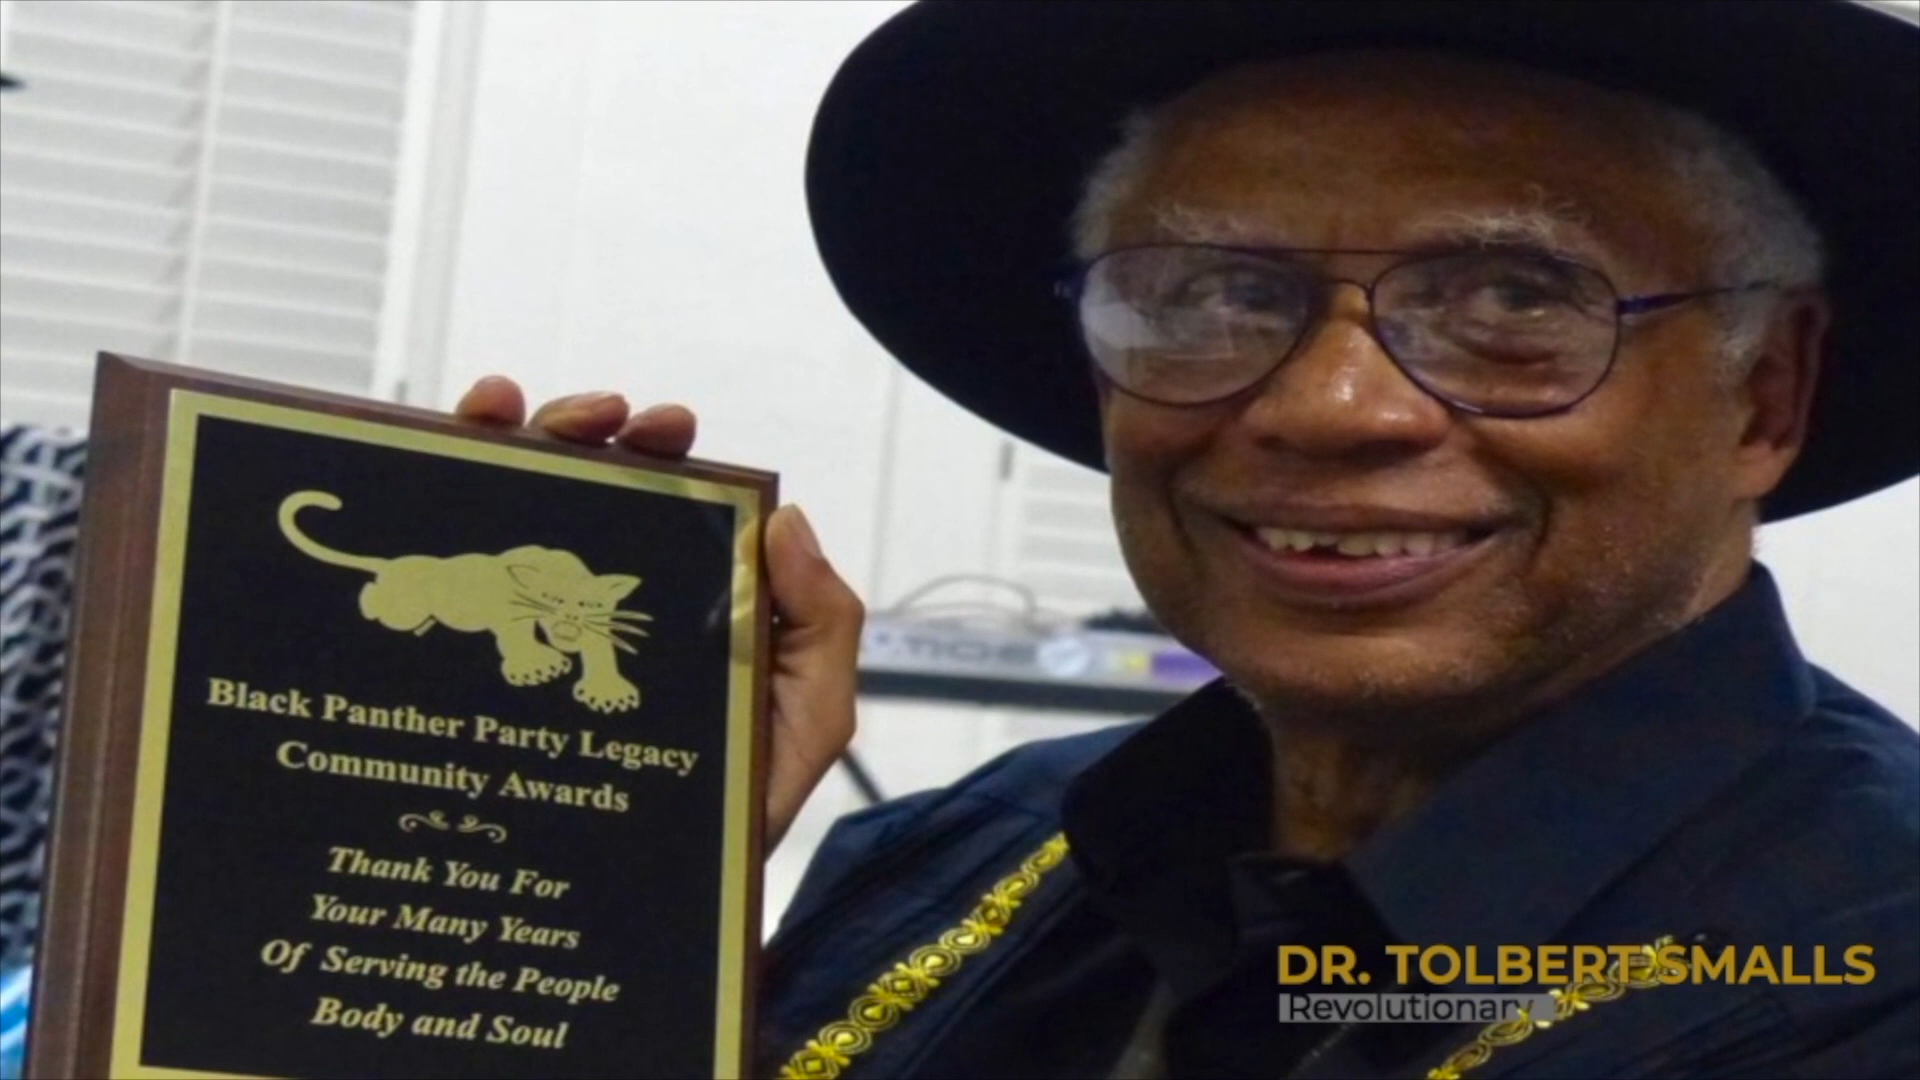 Black Panther Party Legacy
Community Awards
Thank You For
Your Many Years
Of Serving the People
Body and Soul
DR. TOLBERT SMALLS
Revolutionary